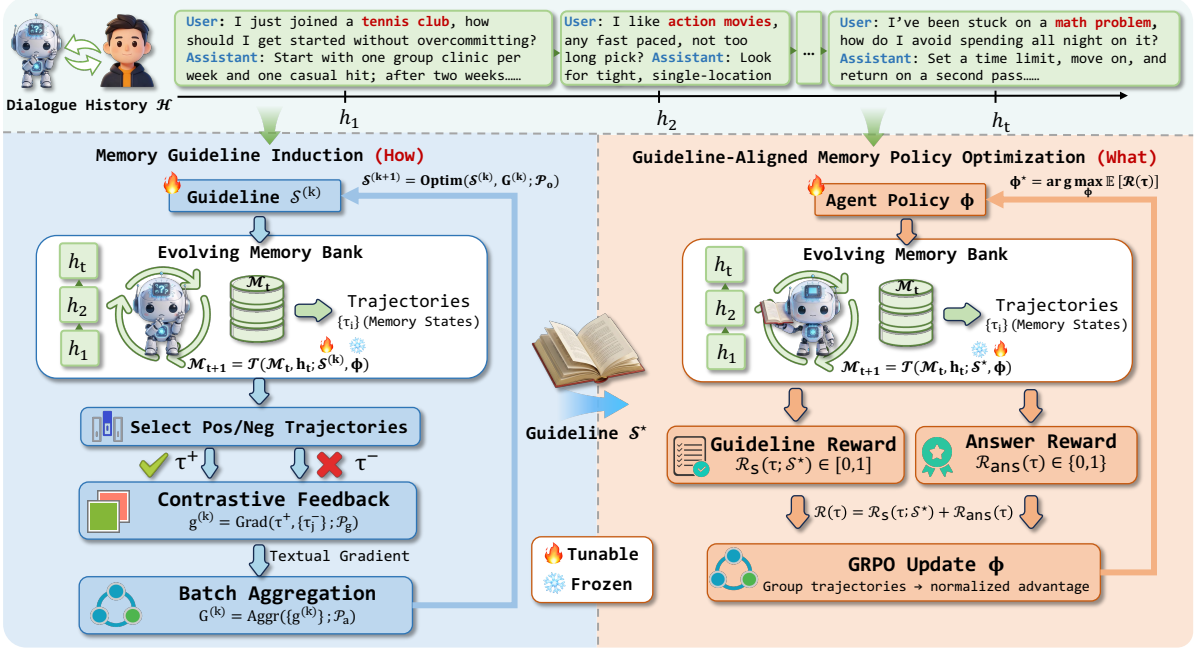 User: I just joined a tennis club, how
should I get started without overcommitting?
Assistant: Start with one group clinic per
week and one casual hit; after two weeks……
User: I like action movies,
any fast paced, not too
long pick? Assistant: Look
for tight, single-location
...
User: I've been stuck on a math problem,
how do I avoid spending all night on it?
Assistant: Set a time limit, move on, and
return on a second pass……
Dialogue History ℋ
h₁
h₂
hₜ
Memory Guideline Induction (How)
𝒮⁽ᵏ⁺¹⁾ = Optim(𝒮⁽ᵏ⁾, G⁽ᵏ⁾; 𝒫ₒ)
Guideline 𝒮⁽ᵏ⁾
Evolving Memory Bank
hₜ
h₂
h₁
ℳₜ
Trajectories
{τᵢ} (Memory States)
ℳₜ₊₁ = 𝒯(ℳₜ, hₜ; 𝒮⁽ᵏ⁾, ϕ)
Select Pos/Neg Trajectories
τ⁺
τ⁻
Contrastive Feedback
g⁽ᵏ⁾ = Grad(τ⁺, {τⱼ⁻}; 𝒫g)
Textual Gradient
Batch Aggregation
G⁽ᵏ⁾ = Aggr({g⁽ᵏ⁾}; 𝒫ₐ)
Guideline 𝒮*
Tunable
Frozen
Guideline-Aligned Memory Policy Optimization (What)
ϕ* = arg max 𝔼 [ℛ(τ)]
ϕ
Agent Policy ϕ
Evolving Memory Bank
hₜ
h₂
h₁
ℳₜ
Trajectories
{τᵢ} (Memory States)
ℳₜ₊₁ = 𝒯(ℳₜ, hₜ; 𝒮*, ϕ)
Guideline Reward
ℛs(τ; 𝒮*) ∈ [0,1]
Answer Reward
ℛans(τ) ∈ {0,1}
ℛ(τ) = ℛs(τ; 𝒮*) + ℛans(τ)
GRPO Update ϕ
Group trajectories → normalized advantage